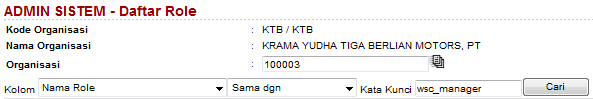 ADMIN SISTEM - Daftar Role
Kode Organisasi : KTB / KTB
Nama Organisasi : KRAMA YUDHA TIGA BERLIAN MOTORS, PT
Organisasi : 100003
Kolom Nama Role Sama dgn Kata Kunci wsc_manager Cari